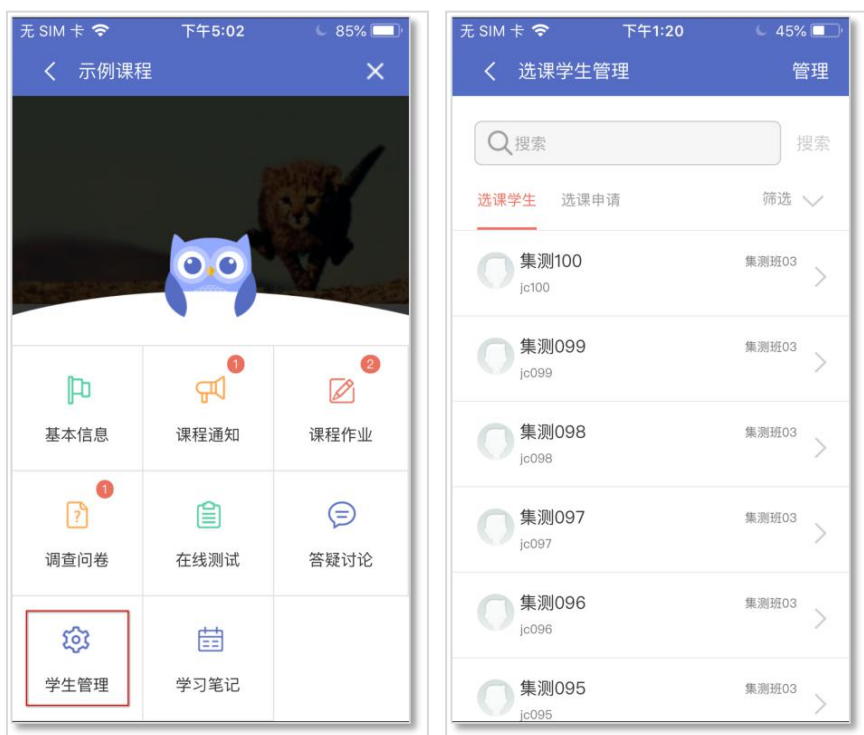 无 SIM 卡 下午5:02 85%
示例课程
1
2
基本信息 课程通知 课程作业
1
?
调查问卷 在线测试 答疑讨论
学生管理 学习笔记
无 SIM 卡 下午1:20 45%
选课学生管理 管理
搜索 搜索
选课学生 选课申请 筛选
集测100 集测班03
jc100
集测099 集测班03
jc099
集测098 集测班03
jc098
集测097 集测班03
jc097
集测096 集测班03
jc096
集测095 集测班03
jc095